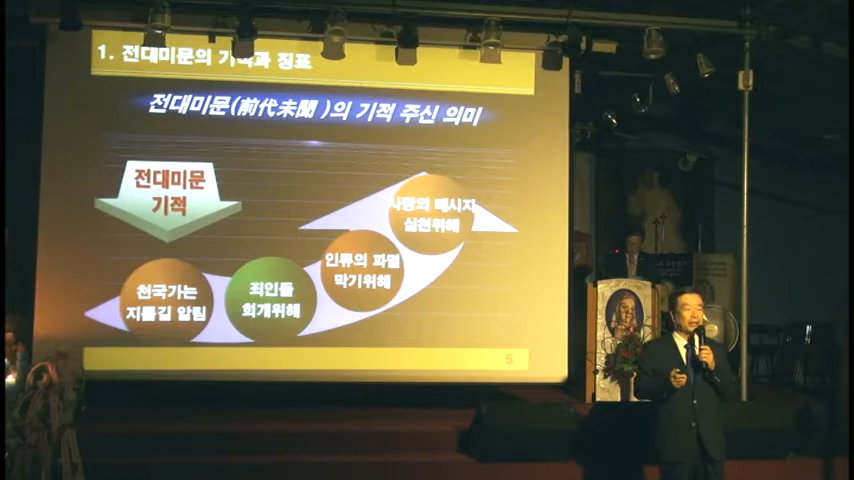 1. 전대미문의 기적과 징표
전대미문(前代未聞)의 기적 주신 의미
전대미문
기적
사랑의 메시지
실천위해
인류의 파멸
막기위해
죄인들
회개위해
천국가는
지름길 알림
5